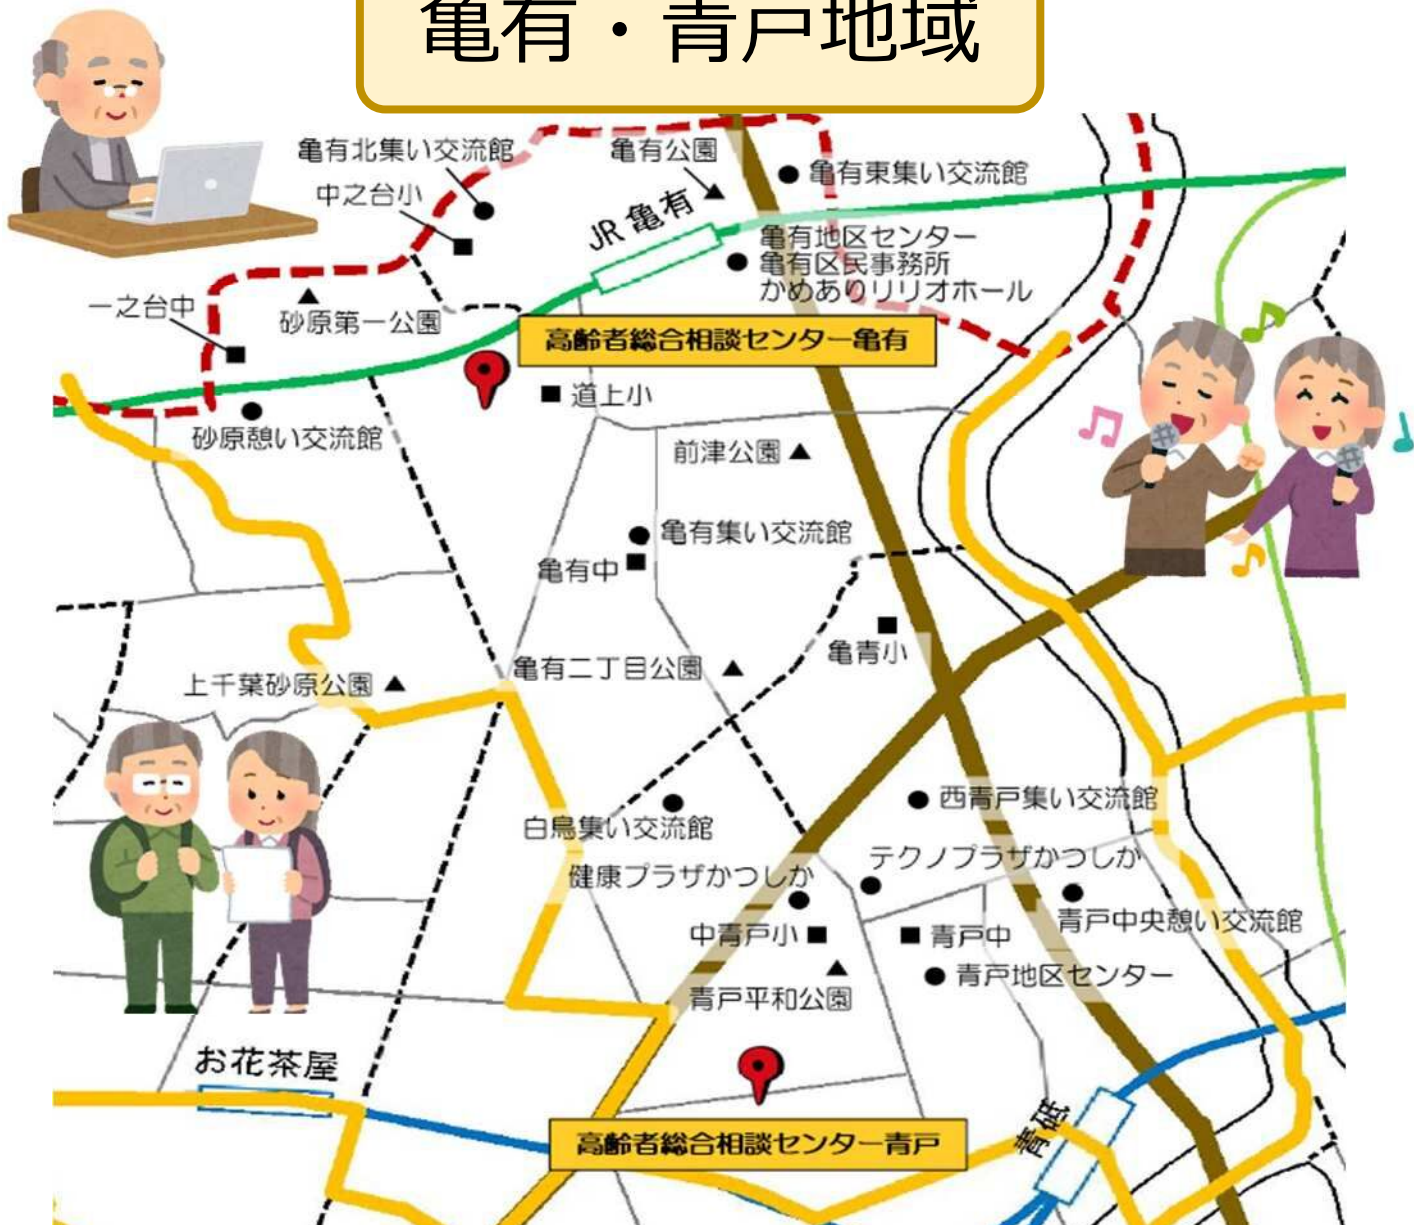 亀有・青戸地域
亀有北集い交流館
中之台小
亀有公園
亀有東集い交流館
JR 亀有
亀有地区センター
亀有区民事務所
かめありリリオホール
一之台中
砂原第一公園
高齢者総合相談センター亀有
道上小
砂原憩い交流館
前津公園
亀有集い交流館
亀有中
亀青小
亀有二丁目公園
上千葉砂原公園
西青戸集い交流館
白鳥集い交流館
テクノプラザかつしか
健康プラザかつしか
青戸中央憩い交流館
中青戸小
青戸中
青戸地区センター
青戸平和公園
お花茶屋
青砥
高齢者総合相談センター青戸